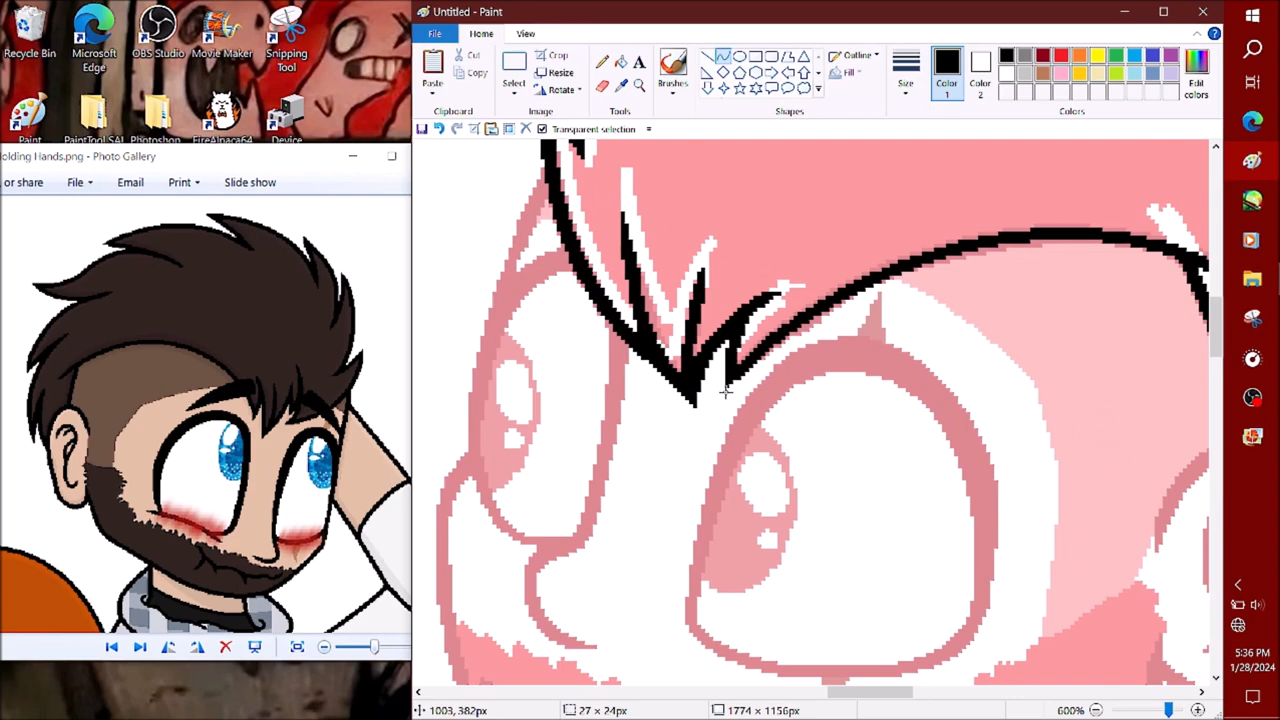 Recycle Bin
Microsoft Edge
OBS Studio
Movie Maker
Snipping Tool
Paint
PaintTool SAI
Photoshop
FireAlpaca64
Device
olding Hands.png - Photo Gallery
, or share
File
Email
Print
Slide show
Untitled - Paint
File
Home
View
Paste
Cut
Copy
Clipboard
Select
Crop
Resize
Rotate
Image
Tools
Brushes
Shapes
Outline
Fill
Size
Color 1
Color 2
Edit colors
Colors
Transparent selection
1003, 382px
27 × 24px
1774 × 1156px
600%
5:36 PM
1/28/2024